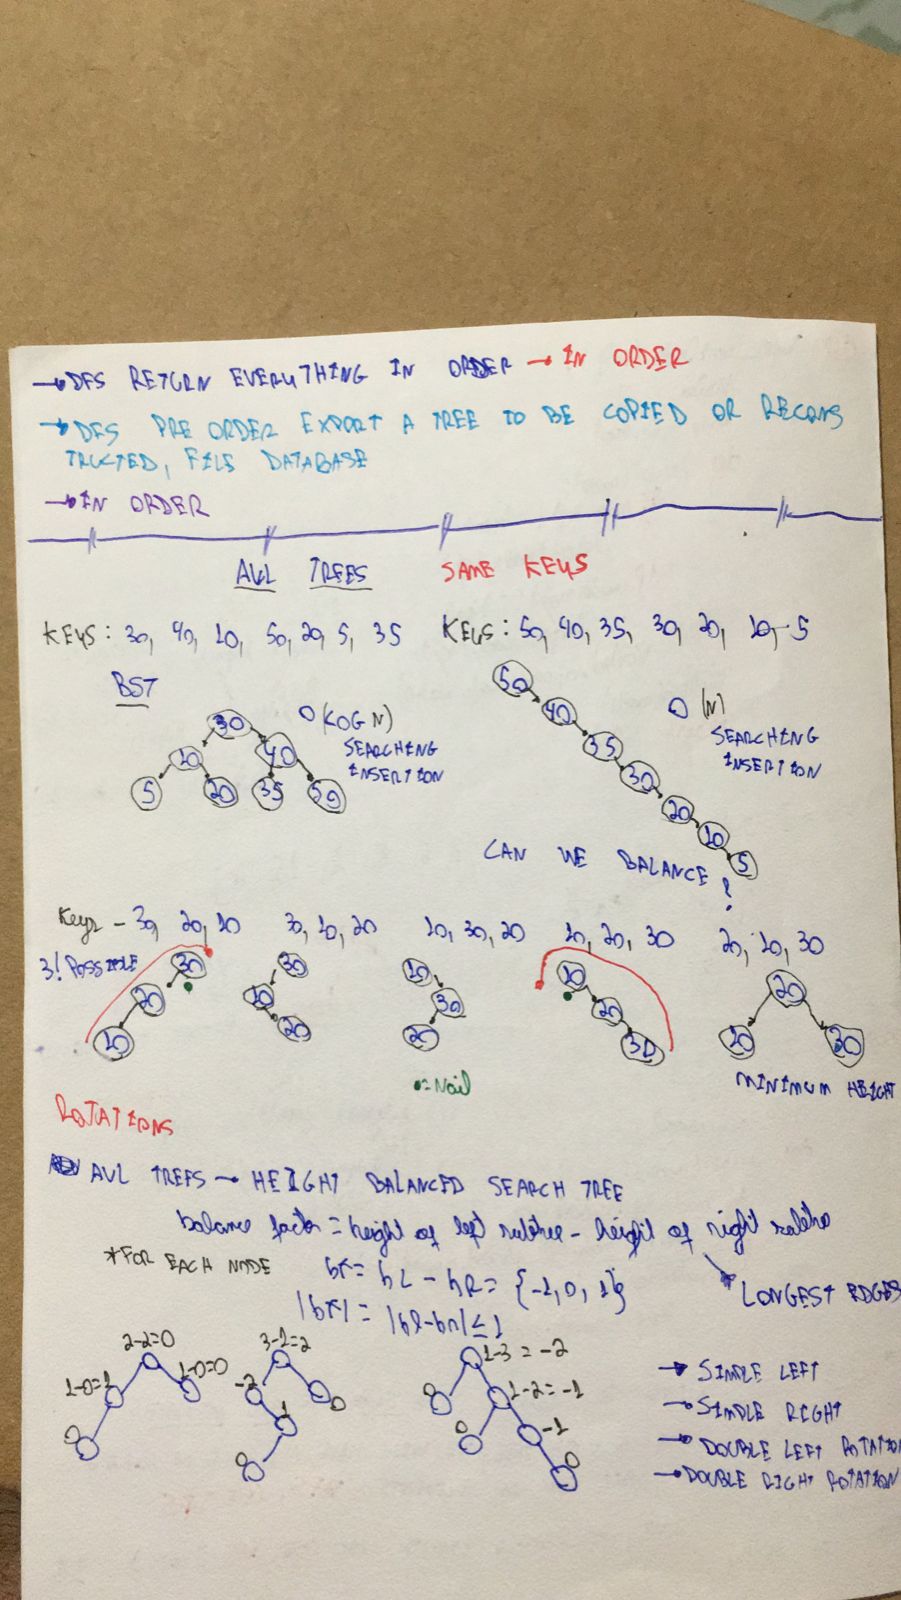 → DFS RETURN EVERYTHING IN ORDER → IN ORDER
→ DFS PRE ORDER EXPORT A TREE TO BE COPIED OR RECONS
TRUCTED, FILE DATABASE
→ IN ORDER
AVL TREES SAME KEYS
KEYS: 30, 40, 10, 50, 20, 5, 35 KEYS: 50, 40, 35, 30, 20, 10, 5
BST
30 O(LOG N) 50 O(N)
10 40 SEARCHING 40 SEARCHING
INSERTION 35 INSERTION
5 20 35 50 30
20
10
5
CAN WE BALANCE?
Keys - 30, 20, 10 30, 10, 20 10, 30, 20 10, 20, 30 20, 10, 30
3! POSSIBLE
30 30 10 10 20
20 10 30 20 10 30
10 20 20 30
MINIMUM HEIGHT
•=Nail
ROTATIONS
AVL TREES → HEIGHT BALANCED SEARCH TREE
balance factor = height of left subtree - height of right subtree
*FOR EACH NODE bf = hL - hR = {-1, 0, 1} LONGEST EDGES
|bf| = |hl-hr| ≤ 1
2-2=0 3-1=2 1-3 = -2
1-0=1 1-0=0 -2 0 0 1-2=-1
0 1 0 -1
0 0
→ SIMPLE LEFT
→ SIMPLE RIGHT
→ DOUBLE LEFT ROTATION
→ DOUBLE RIGHT ROTATION